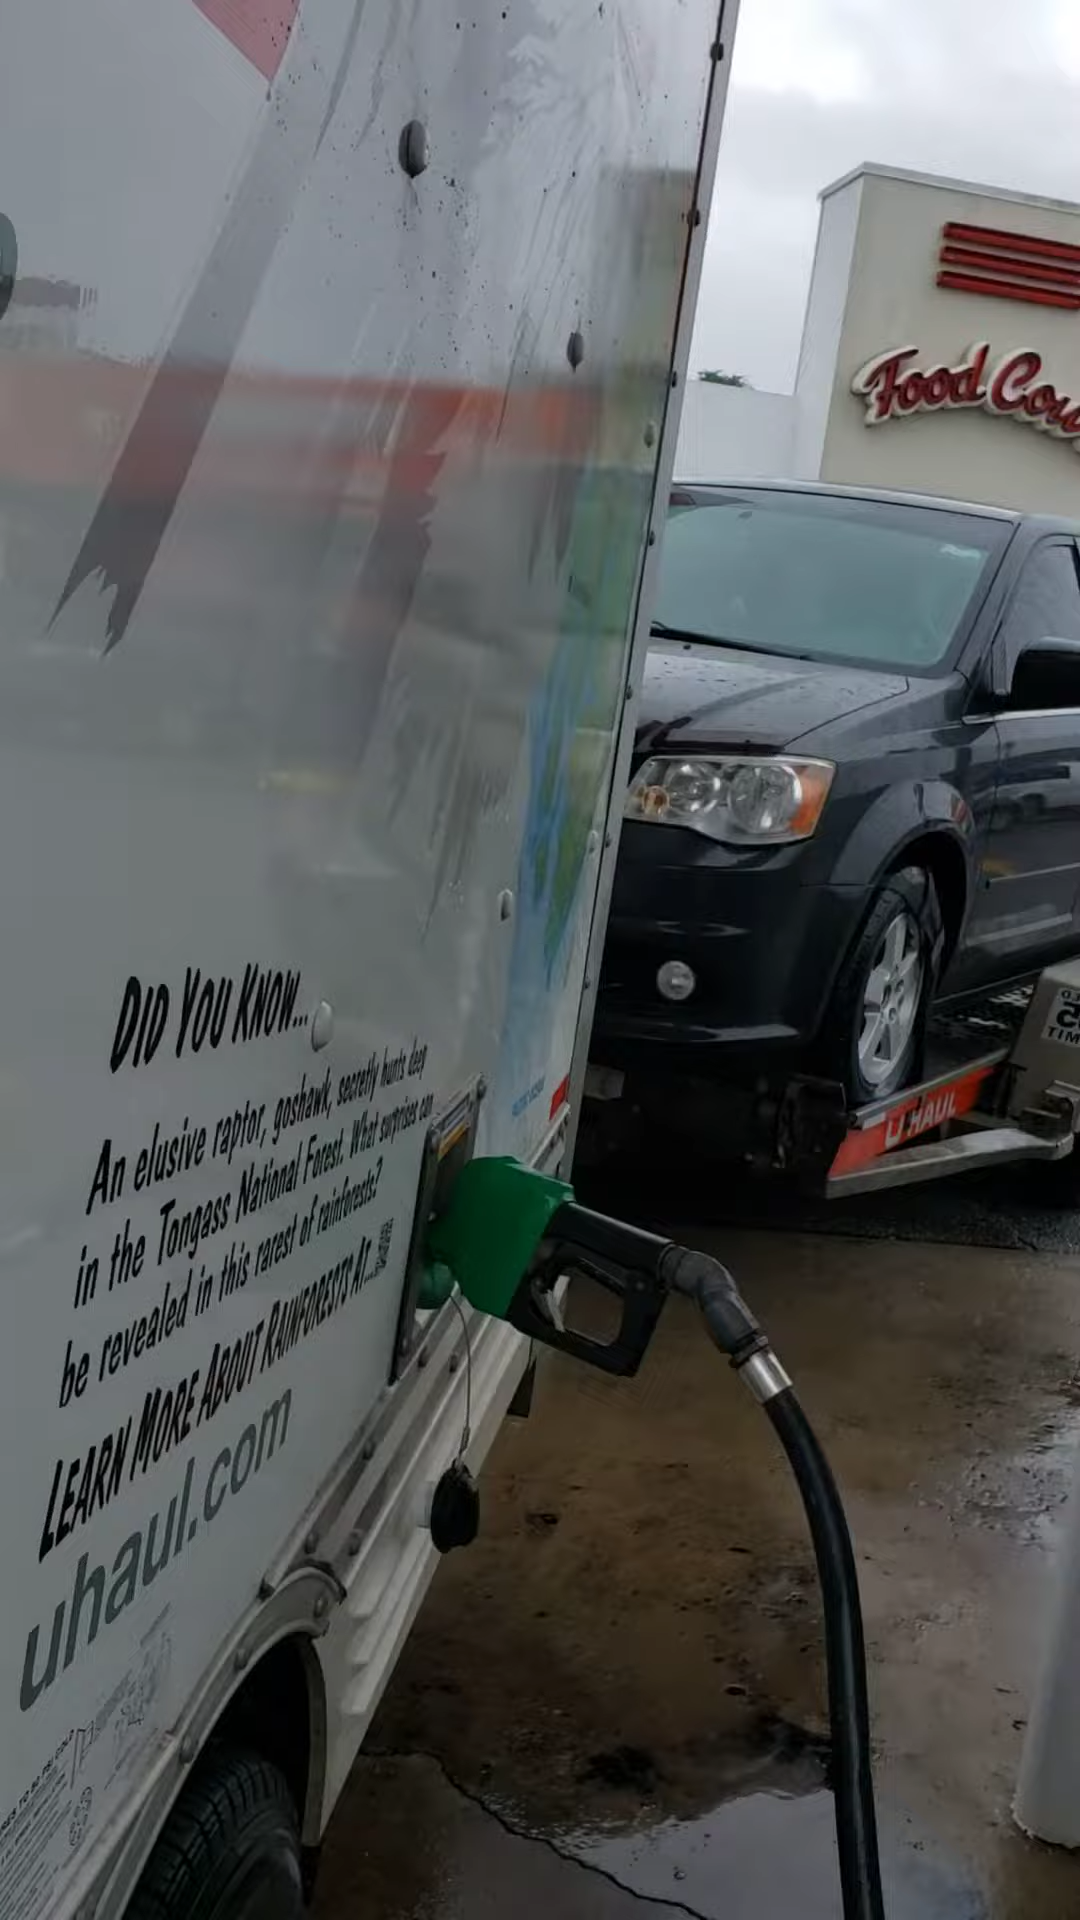 Food Cou
DID YOU KNOW...
An elusive raptor, goshawk, secretly hunts deep
in the Tongass National Forest. What surprises can
be revealed in this rarest of rainforests?
LEARN MORE ABOUT RAINFORESTS AT...
uhaul.com
U-HAUL